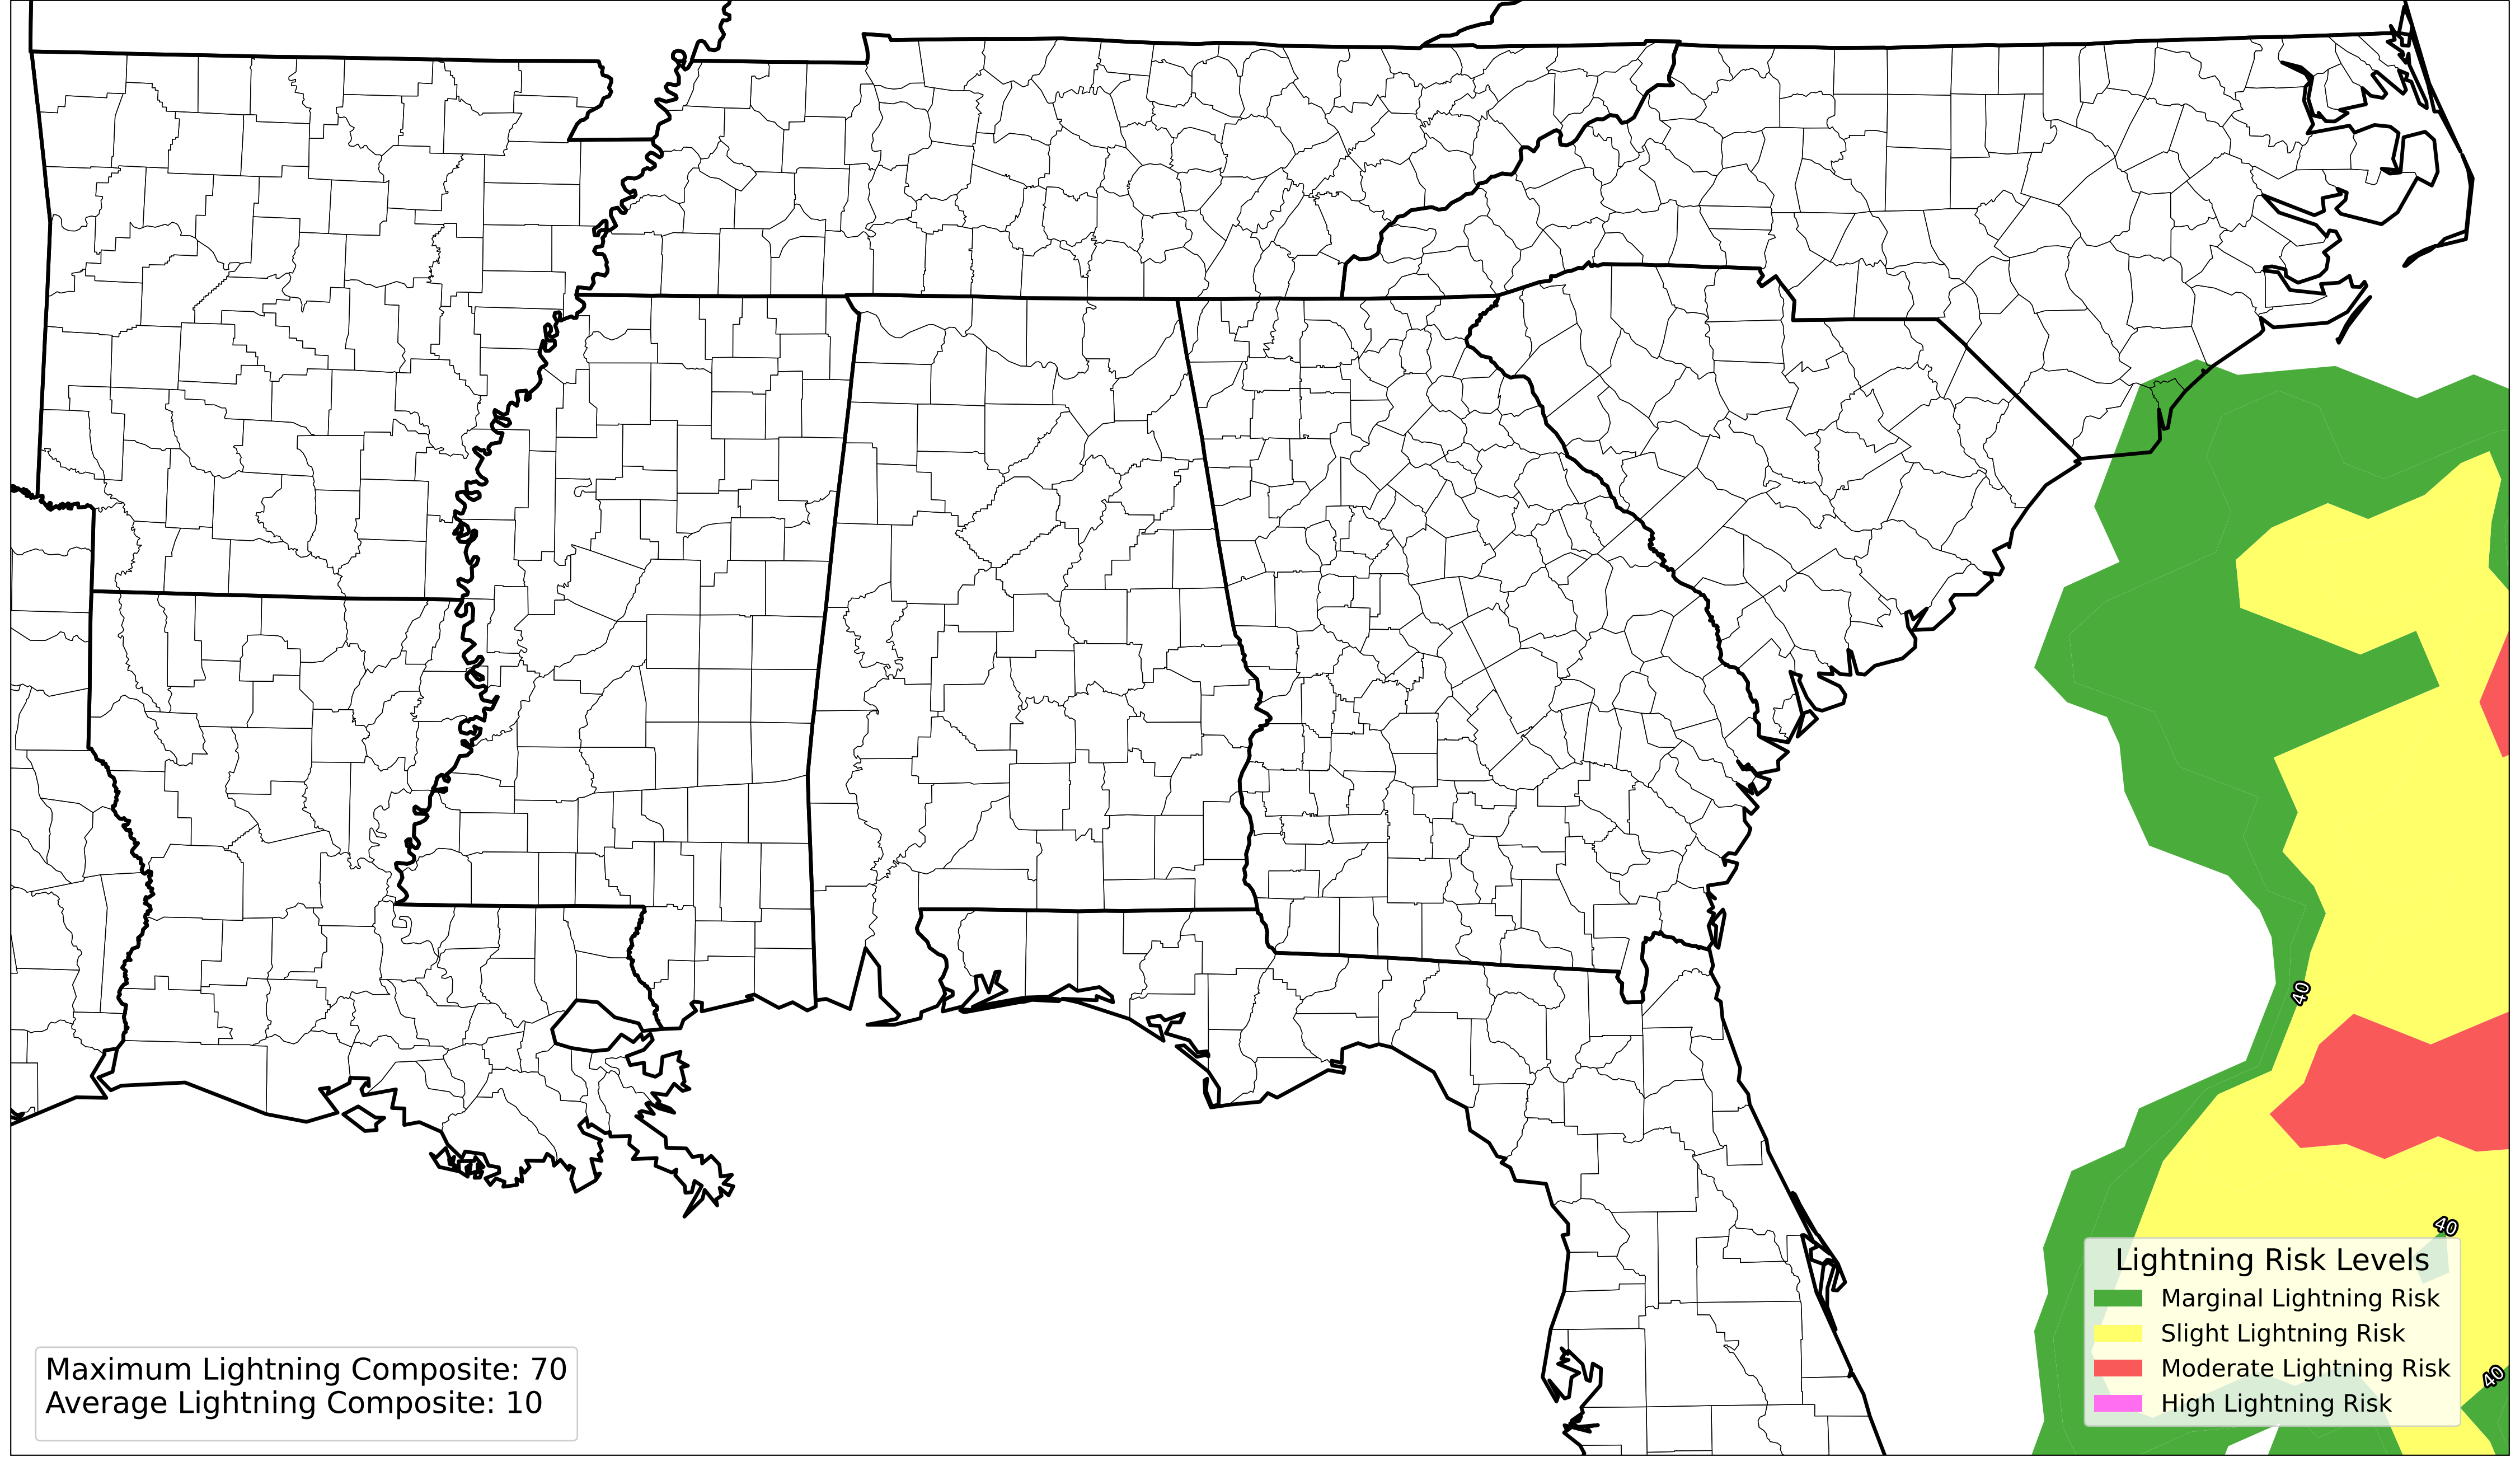 40
40
Lightning Risk Levels
Marginal Lightning Risk
Slight Lightning Risk
Moderate Lightning Risk
High Lightning Risk
40
Maximum Lightning Composite: 70
Average Lightning Composite: 10